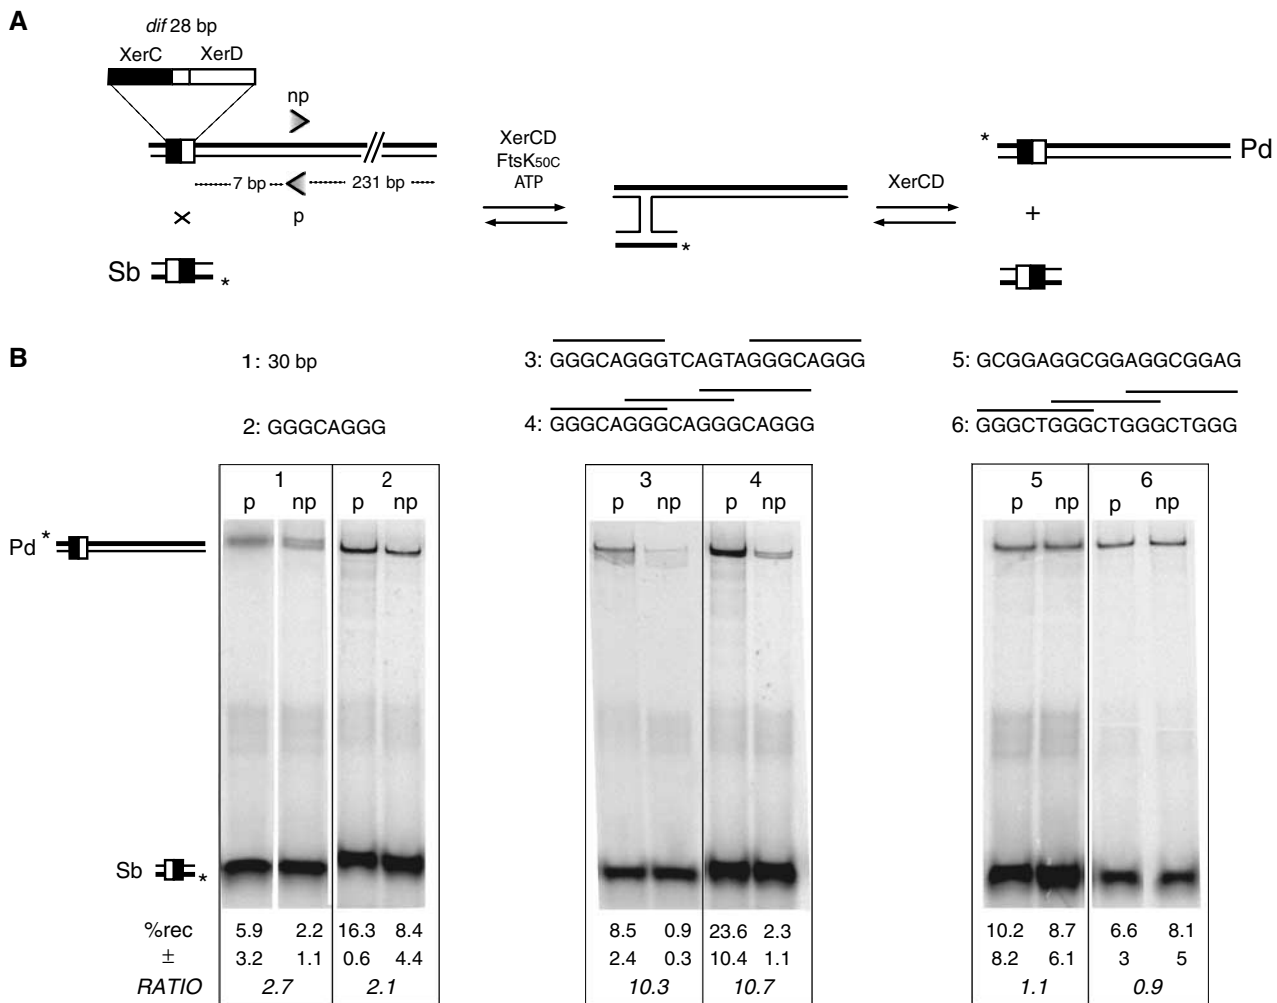 A
dif 28 bp
XerC XerD
np
7 bp 231 bp
p
×
Sb *
XerCD
FtsK50C
ATP
*
XerCD
* Pd
+
B
1: 30 bp
2: GGGCAGGG
3: GGGCAGGGTCAGTAGGGCAGGG
4: GGGCAGGGCAGGGCAGGG
5: GCGGAGGCGGAGGCGGAG
6: GGGCTGGGCTGGGCTGGG
1 2 3 4 5 6
p np p np p np p np p np p np
Pd *
Sb *
%rec 5.9 2.2 16.3 8.4 8.5 0.9 23.6 2.3 10.2 8.7 6.6 8.1
± 3.2 1.1 0.6 4.4 2.4 0.3 10.4 1.1 8.2 6.1 3 5
RATIO 2.7 2.1 10.3 10.7 1.1 0.9